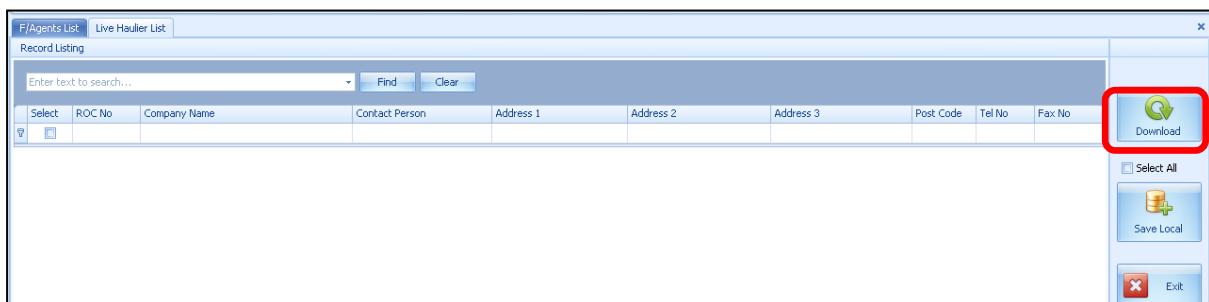 F/Agents List Live Haulier List
Record Listing
Enter text to search... Find Clear
Select ROC No Company Name Contact Person Address 1 Address 2 Address 3 Post Code Tel No Fax No
Download
Select All
Save Local
Exit